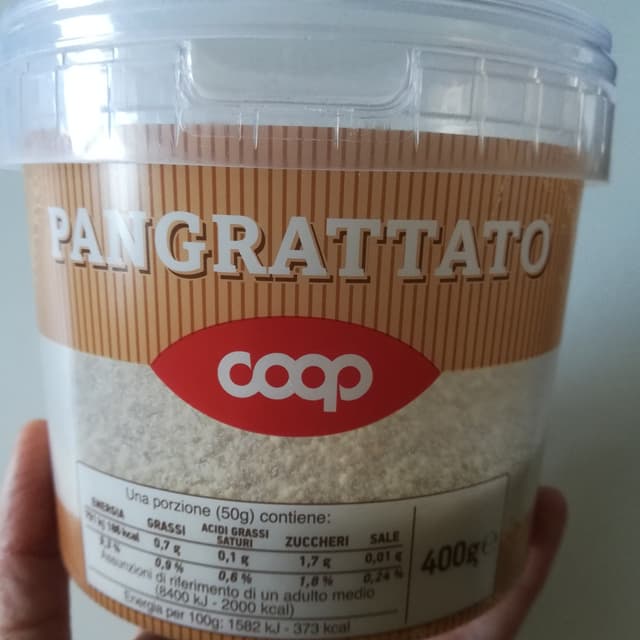 PANGRATTATO
coop
Una porzione (50g) contiene:
ENERGIA GRASSI ACIDI GRASSI SATURI ZUCCHERI SALE
kcal 0,7 g 0,1 g 1,7 g 0,01 g
0,9 % 0,6 % 1,8 % 0,24 %
Assunzioni di riferimento di un adulto medio
(8400 kJ - 2000 kcal)
Energia per 100g: 1582 kJ - 373 kcal
400g e